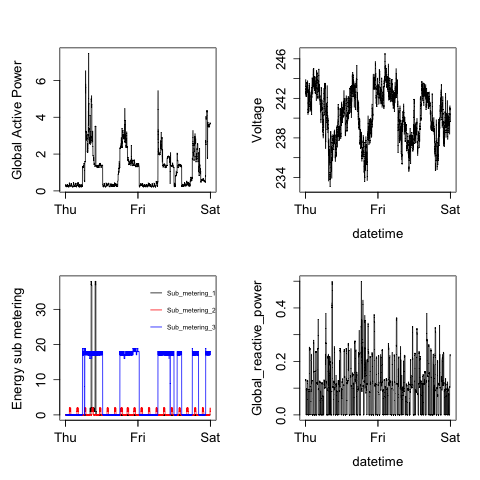 Global Active Power
6
4
2
0
Thu
Fri
Sat
Voltage
246
242
238
234
Thu
Fri
Sat
datetime
Energy sub metering
30
20
10
0
Sub_metering_1
Sub_metering_2
Sub_metering_3
Thu
Fri
Sat
Global_reactive_power
0.4
0.2
0.0
Thu
Fri
Sat
datetime